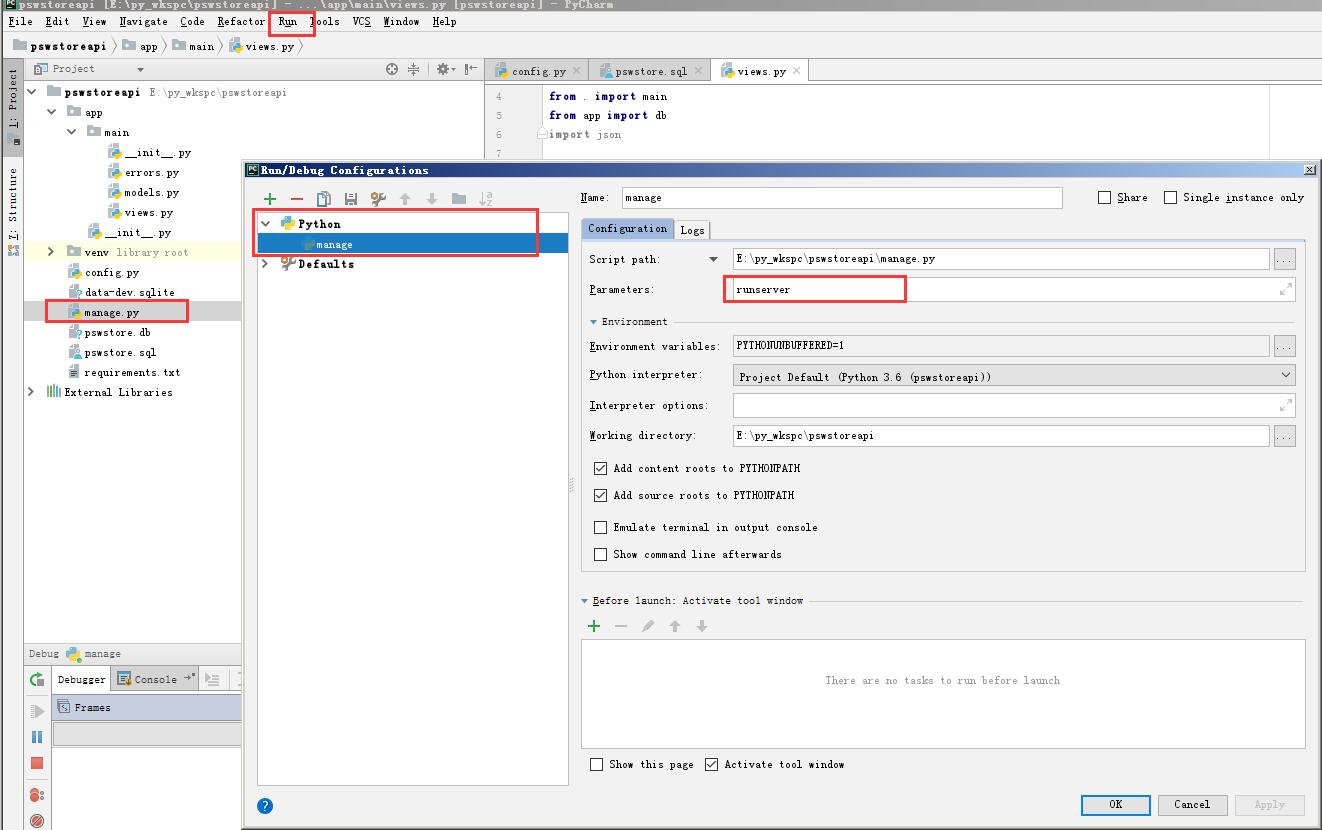 pswstoreapi [E:\py_wkspc\pswstoreapi] - ...\app\main\views.py [pswstoreapi] - PyCharm
File Edit View Navigate Code Refactor Run Tools VCS Window Help
pswstoreapi app main views.py
1: Project
Z: Structure
Project
config.py pswstore.sql views.py
pswstoreapi E:\py_wkspc\pswstoreapi
app
main
__init__.py
errors.py
models.py
views.py
__init__.py
venv library root
config.py
data-dev.sqlite
manage.py
pswstore.db
pswstore.sql
requirements.txt
External Libraries
4 from . import main
5 from app import db
6 import json
7
Run/Debug Configurations
Python
manage
Defaults
Name: manage
Share Single instance only
Configuration Logs
Script path: E:\py_wkspc\pswstoreapi\manage.py ...
Parameters: runserver
Environment
Environment variables: PYTHONUNBUFFERED=1 ...
Python interpreter: Project Default (Python 3.6 (pswstoreapi))
Interpreter options:
Working directory: E:\py_wkspc\pswstoreapi ...
Add content roots to PYTHONPATH
Add source roots to PYTHONPATH
Emulate terminal in output console
Show command line afterwards
Before launch: Activate tool window
There are no tasks to run before launch
Show this page Activate tool window
OK Cancel Apply
Debug manage
Debugger Console
Frames